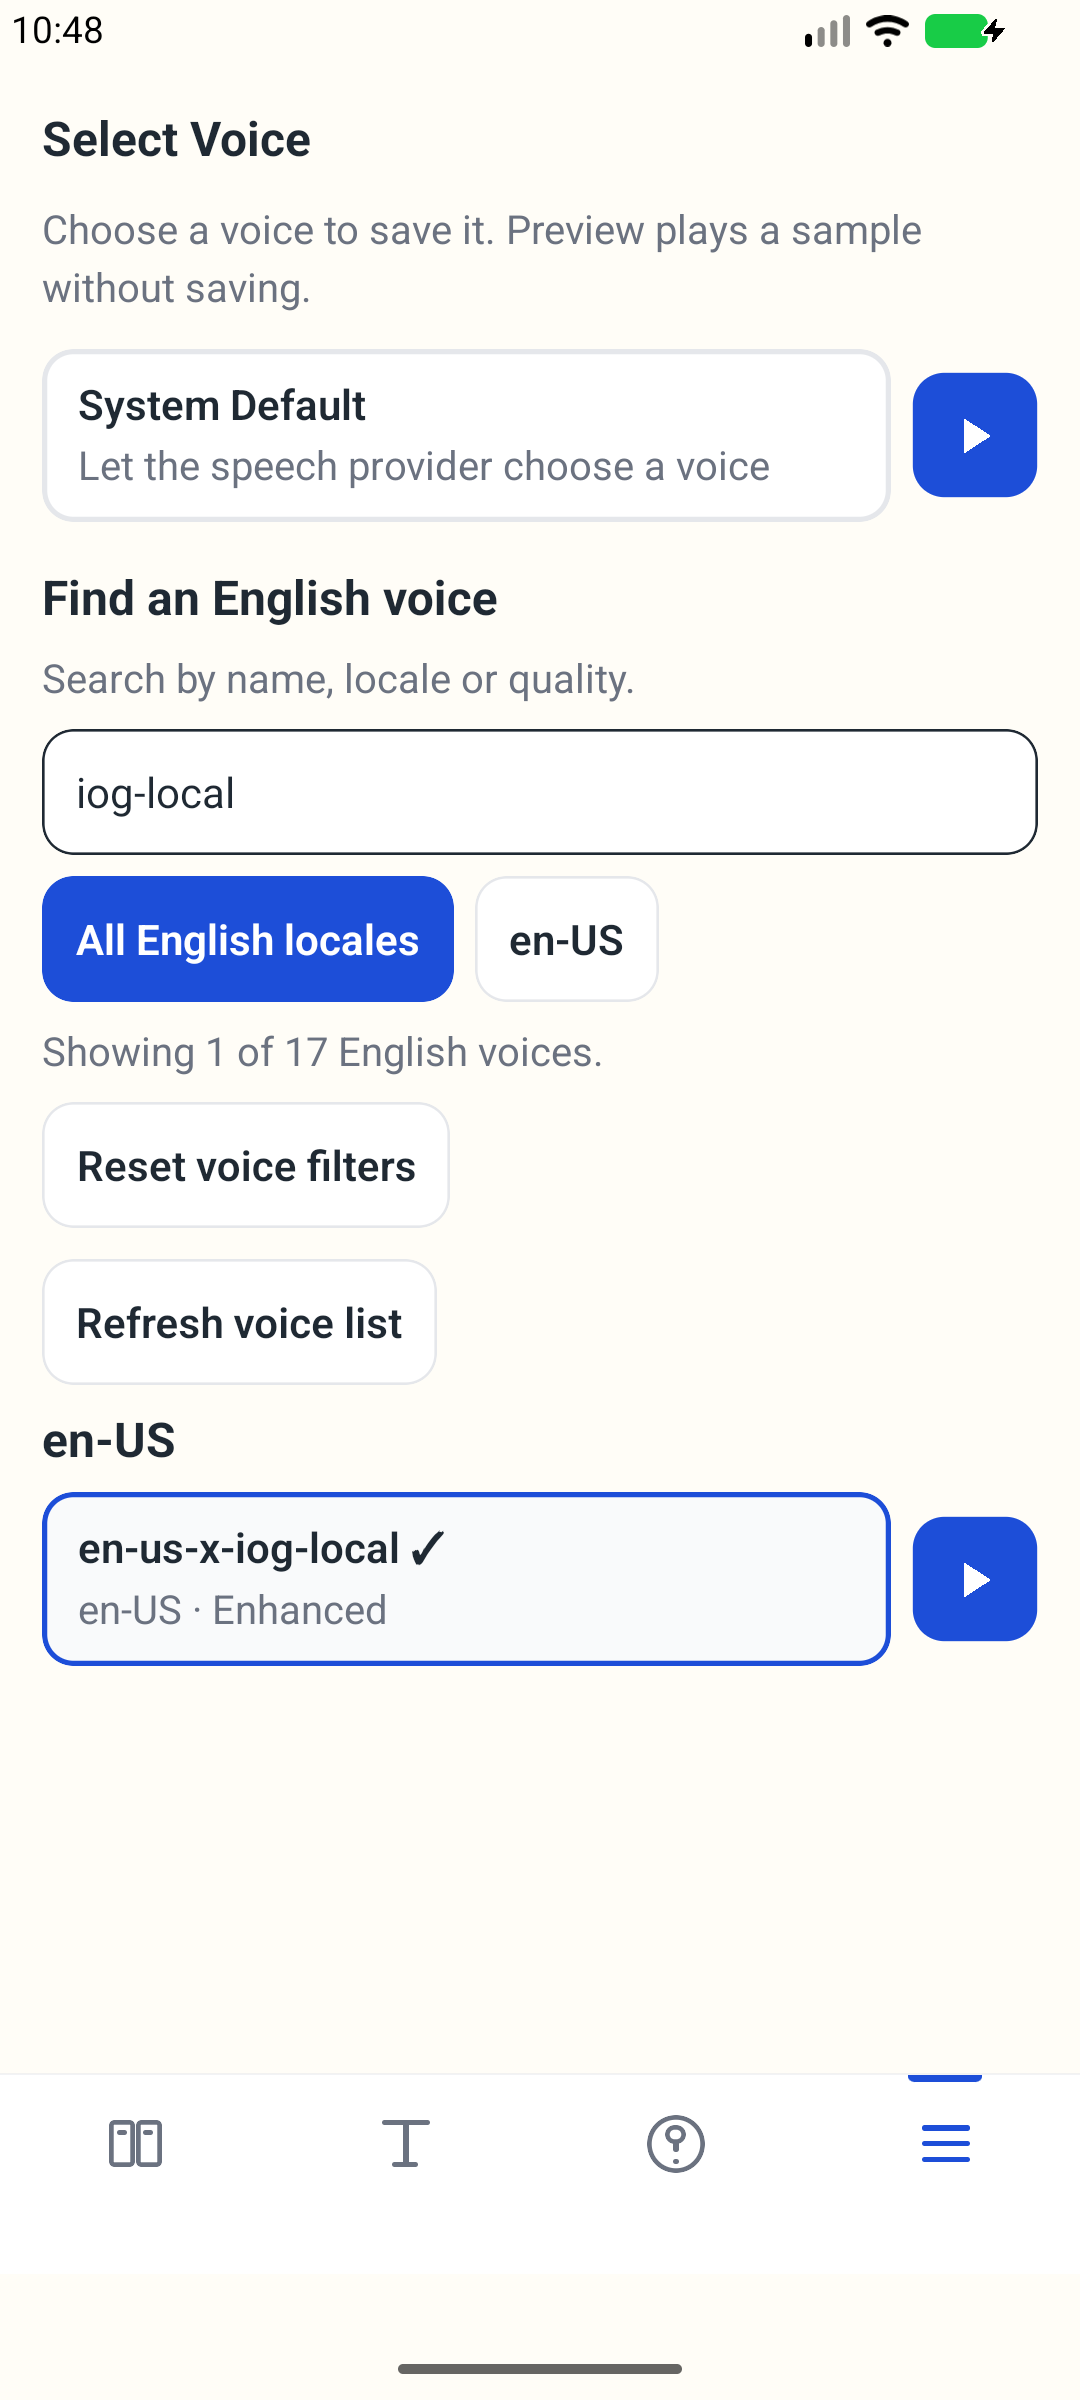 10:48
Select Voice
Choose a voice to save it. Preview plays a sample
without saving.
System Default
Let the speech provider choose a voice
Find an English voice
Search by name, locale or quality.
iog-local
All English locales
en-US
Showing 1 of 17 English voices.
Reset voice filters
Refresh voice list
en-US
en-us-x-iog-local ✓
en-US · Enhanced